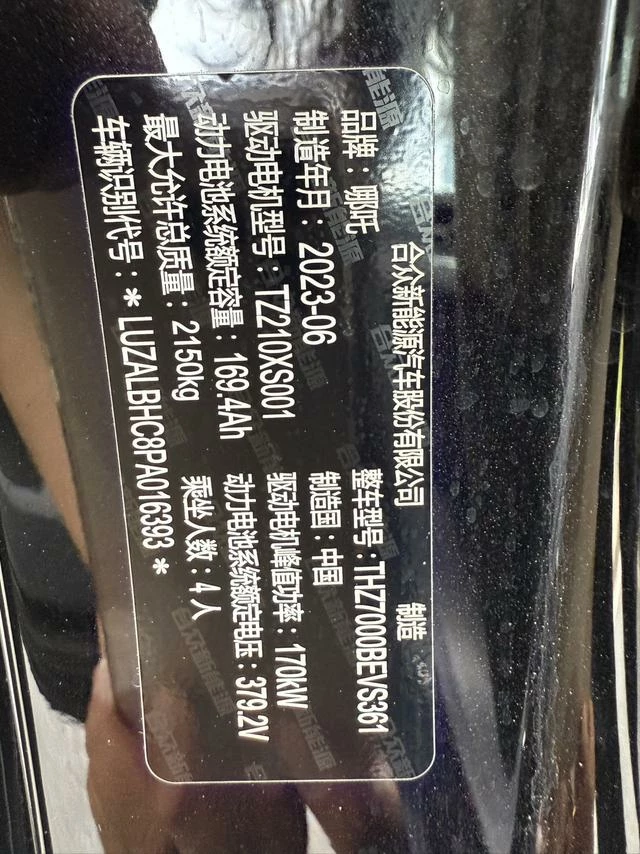 合众新能源汽车股份有限公司 制造
品牌：哪吒 整车型号：THZ7000BEVS361
制造年月：2023-06 制造国：中国
驱动电机型号：TZ210XS001 驱动电机峰值功率：170kW
动力电池系统额定容量：169.4Ah 动力电池系统额定电压：379.2V
最大允许总质量：2150kg 乘坐人数：4人
车辆识别代号：*LUZALBHC8PA016393*